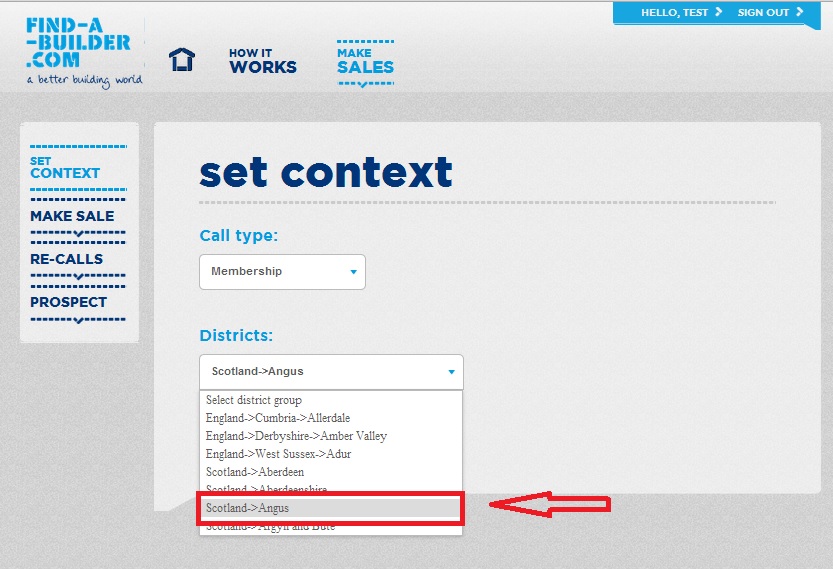 HELLO, TEST
SIGN OUT
FIND-A
-BUILDER
.COM
a better building world
HOW IT
WORKS
MAKE
SALES
SET
CONTEXT
MAKE SALE
RE-CALLS
PROSPECT
set context
Call type:
Membership
Districts:
Scotland->Angus
Select district group
England->Cumbria->Allerdale
England->Derbyshire->Amber Valley
England->West Sussex->Adur
Scotland->Aberdeen
Scotland->Aberdeenshire
Scotland->Angus
Scotland->Argyll and Bute